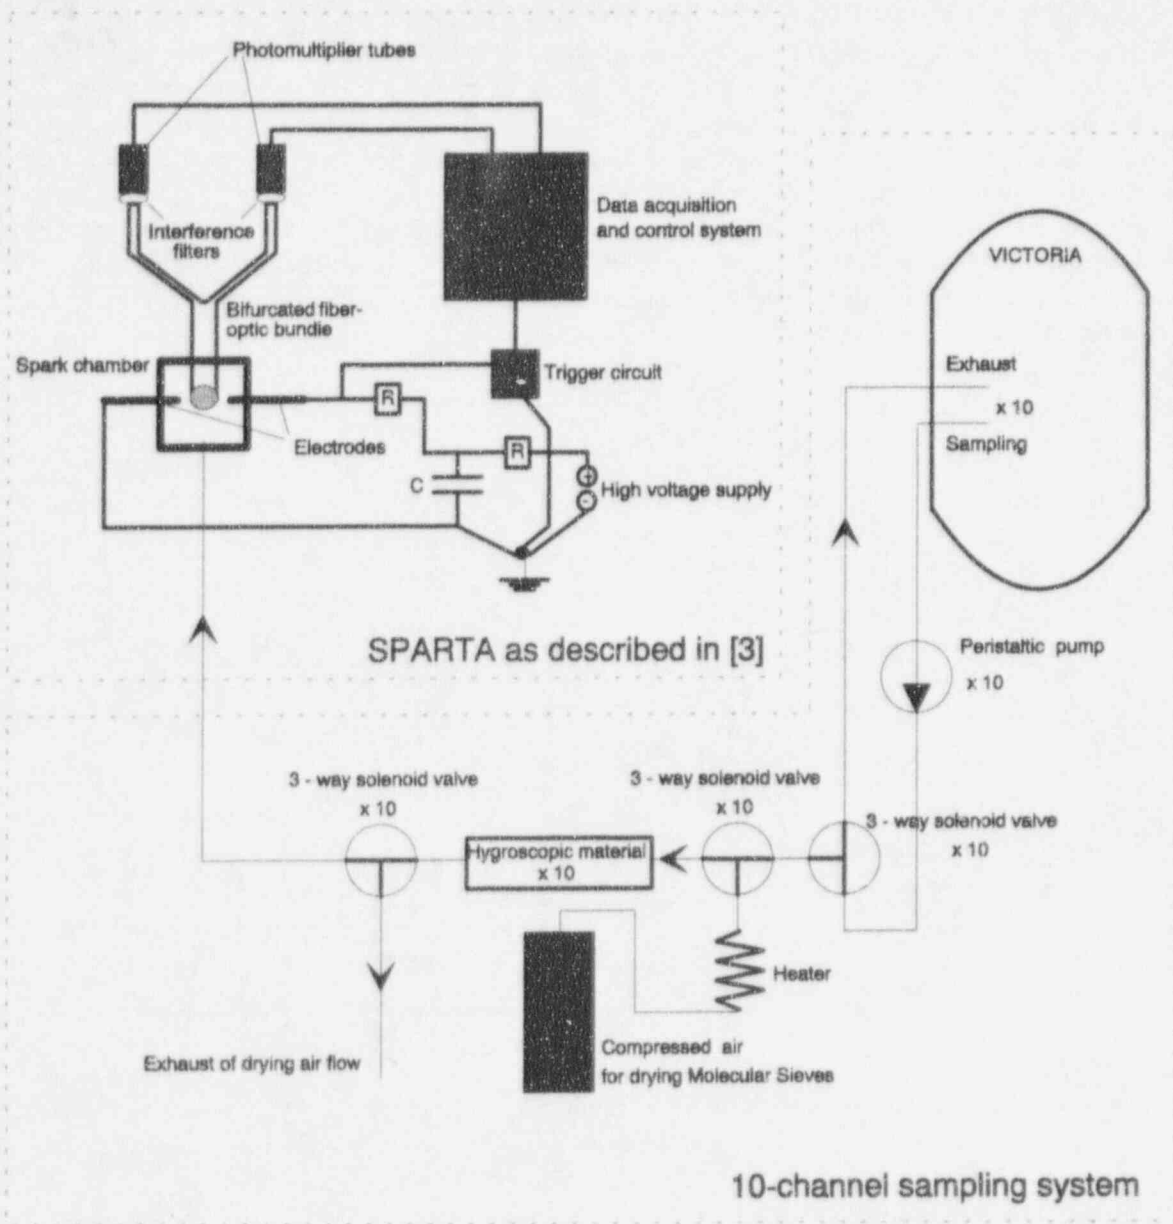 Photomultiplier tubes
Interference
filters
Data acquisition
and control system
VICTORIA
Bifurcated fiber-
optic bundle
Spark chamber
Trigger circuit
Exhaust
R
x 10
Electrodes
R
Sampling
C
+
High voltage supply
-
SPARTA as described in [3]
Peristaltic pump
x 10
3 - way solenoid valve
x 10
3 - way solenoid valve
x 10
3 - way solenoid valve
x 10
Hygroscopic material
x 10
Heater
Exhaust of drying air flow
Compressed air
for drying Molecular Sieves
10-channel sampling system